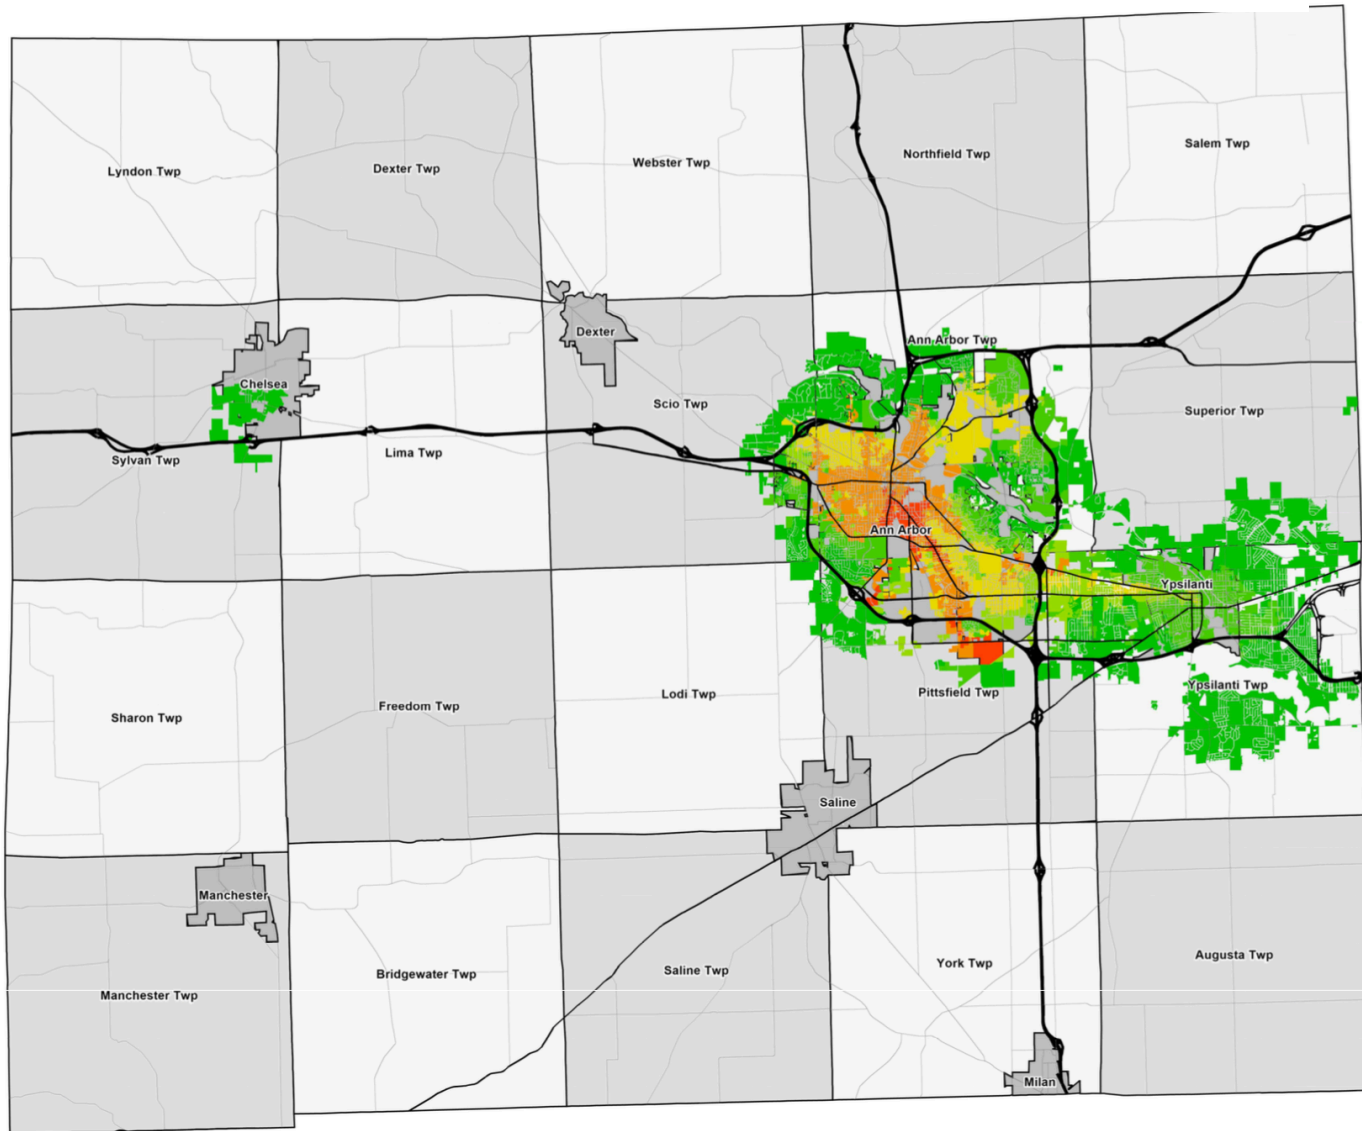 Lyndon Twp
Dexter Twp
Webster Twp
Northfield Twp
Salem Twp
Dexter
Ann Arbor Twp
Chelsea
Scio Twp
Superior Twp
Sylvan Twp
Lima Twp
Ann Arbor
Ypsilanti
Sharon Twp
Freedom Twp
Lodi Twp
Pittsfield Twp
Ypsilanti Twp
Saline
Manchester
Manchester Twp
Bridgewater Twp
Saline Twp
York Twp
Augusta Twp
Milan